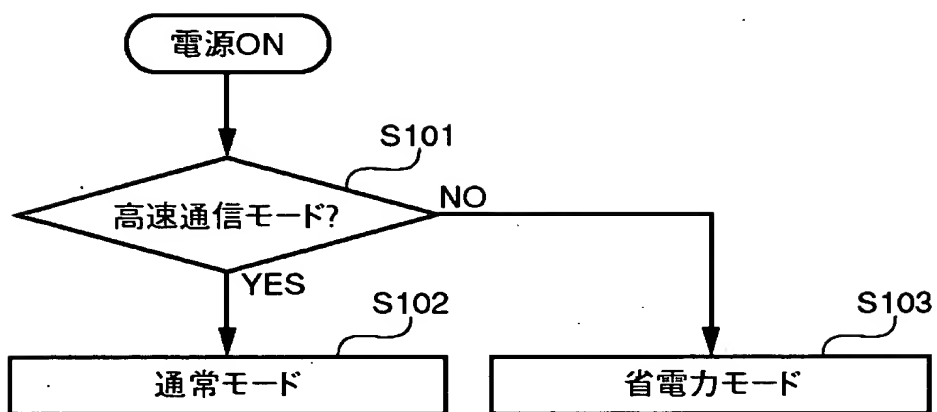 電源ON
S101
高速通信モード?
NO
YES
S102
S103
通常モード
省電力モード